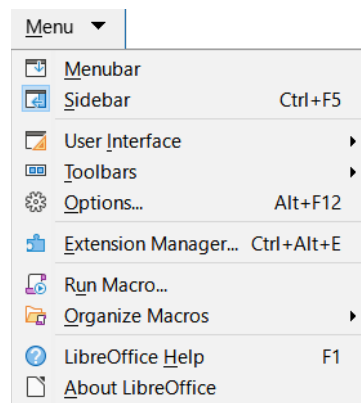 Menu
Menubar
Sidebar Ctrl+F5
User Interface
Toolbars
Options... Alt+F12
Extension Manager... Ctrl+Alt+E
Run Macro...
Organize Macros
LibreOffice Help F1
About LibreOffice